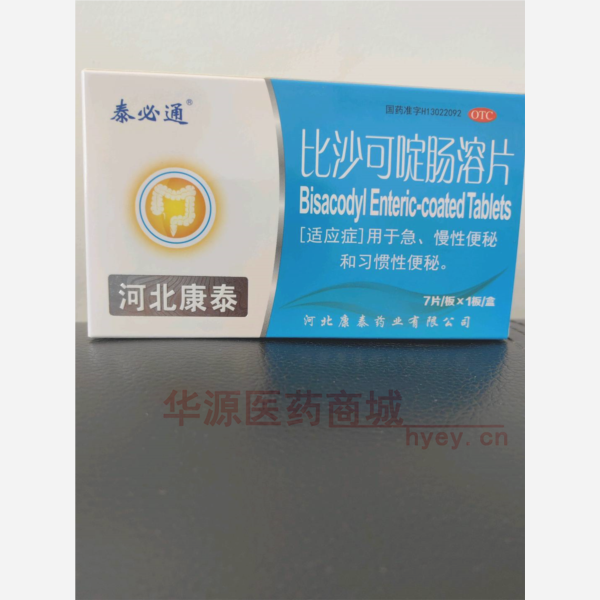 泰必通®
国药准字H13022092 OTC
比沙可啶肠溶片
Bisacodyl Enteric-coated Tablets
[适应症]用于急、慢性便秘
和习惯性便秘。
河北康泰
7片/板×1板/盒
河北康泰药业有限公司
华源医药商城
hyey.cn